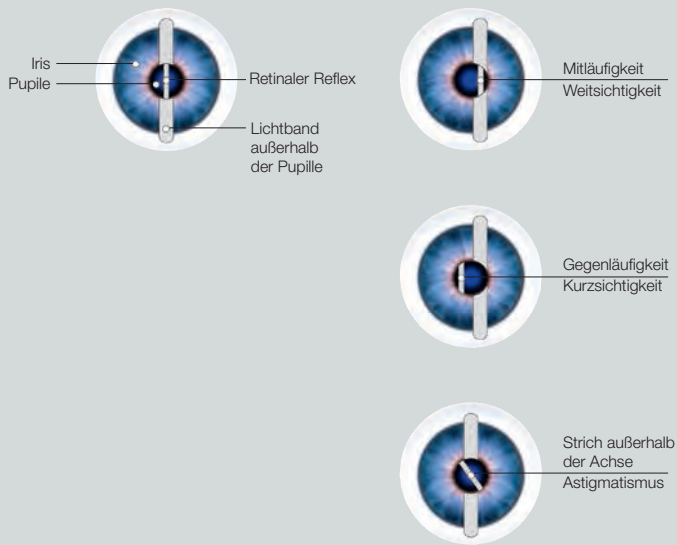 Iris
Pupile
Retinaler Reflex
Lichtband
außerhalb
der Pupille
Mitläufigkeit
Weitsichtigkeit
Gegenläufigkeit
Kurzsichtigkeit
Strich außerhalb
der Achse
Astigmatismus